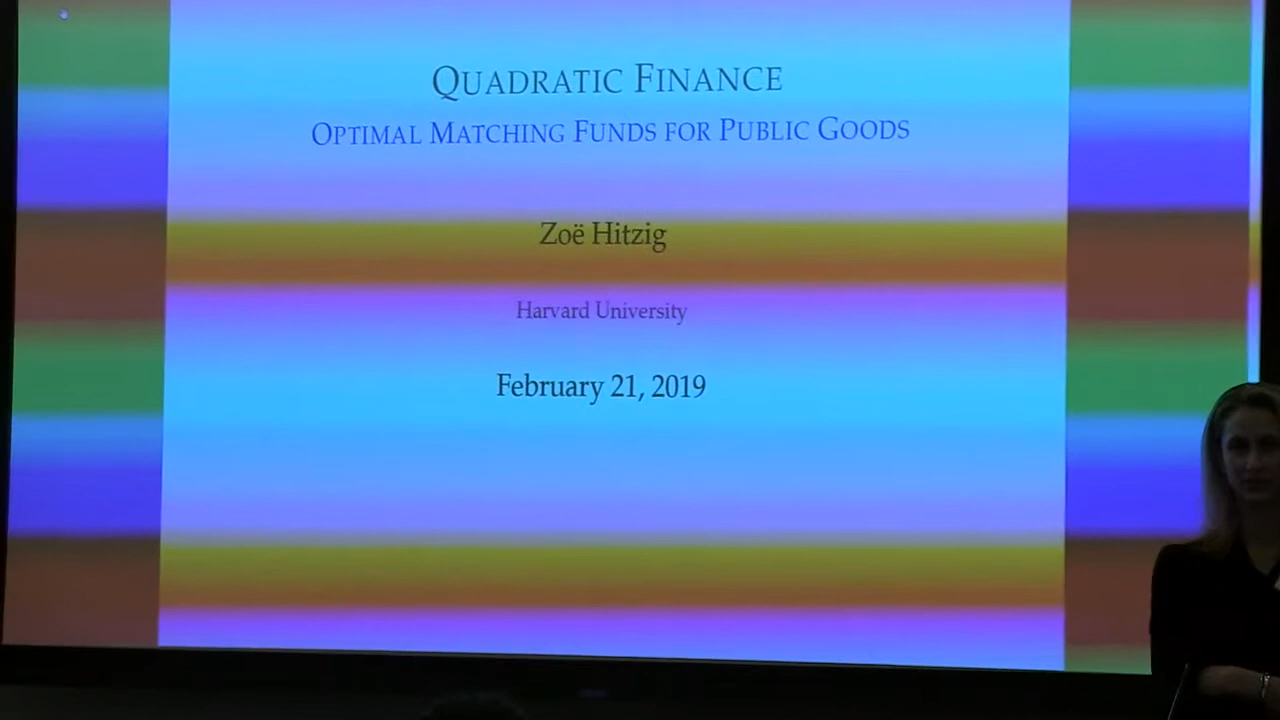 QUADRATIC FINANCE
OPTIMAL MATCHING FUNDS FOR PUBLIC GOODS
Zoë Hitzig
Harvard University
February 21, 2019